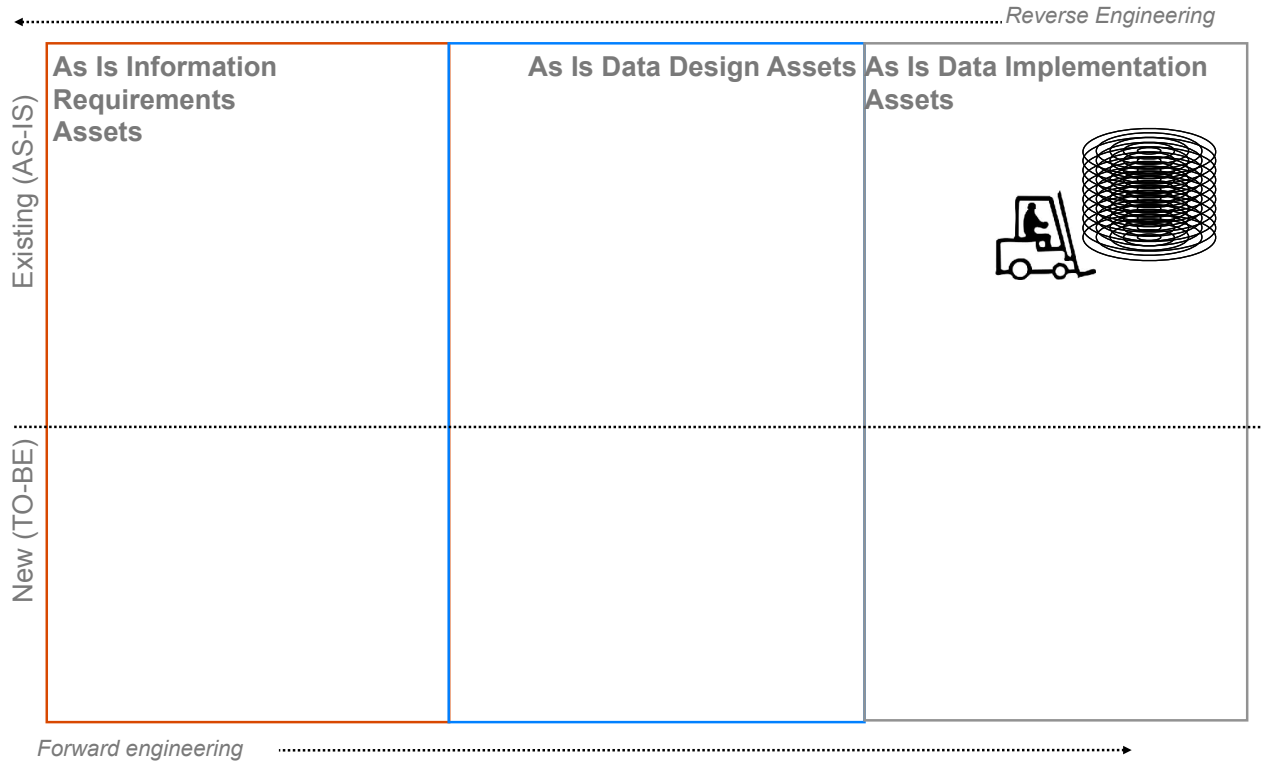 Reverse Engineering
As Is Information
Requirements
Assets
As Is Data Design Assets
As Is Data Implementation
Assets
Existing (AS-IS)
New (TO-BE)
Forward engineering